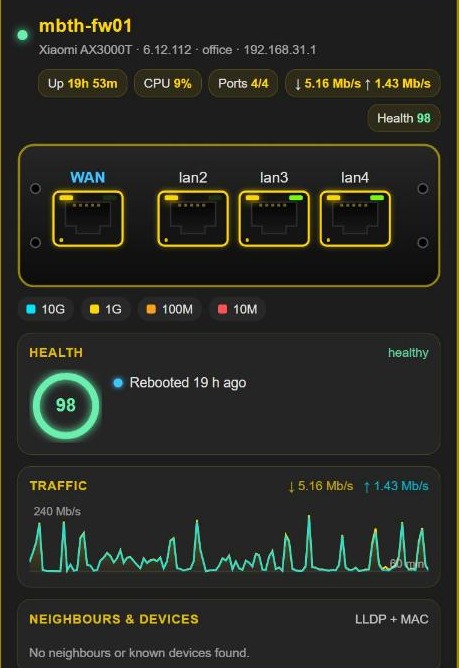 mbth-fw01
Xiaomi AX3000T · 6.12.112 · office · 192.168.31.1
Up 19h 53m CPU 9% Ports 4/4 ↓ 5.16 Mb/s ↑ 1.43 Mb/s
Health 98
WAN lan2 lan3 lan4
10G 1G 100M 10M
HEALTH healthy
98 Rebooted 19 h ago
TRAFFIC ↓ 5.16 Mb/s ↑ 1.43 Mb/s
240 Mb/s
60 min
NEIGHBOURS & DEVICES LLDP + MAC
No neighbours or known devices found.